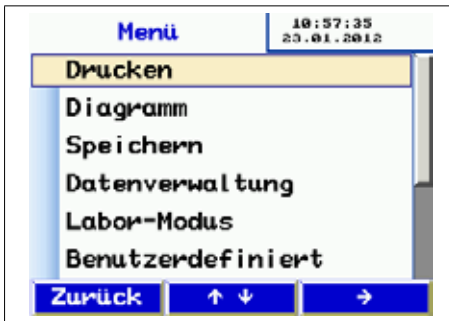 Menü
10:57:35
23.01.2012
Drucken
Diagramm
Speichern
Datenverwaltung
Labor-Modus
Benutzerdefiniert
Zurück ↑ ↓ →